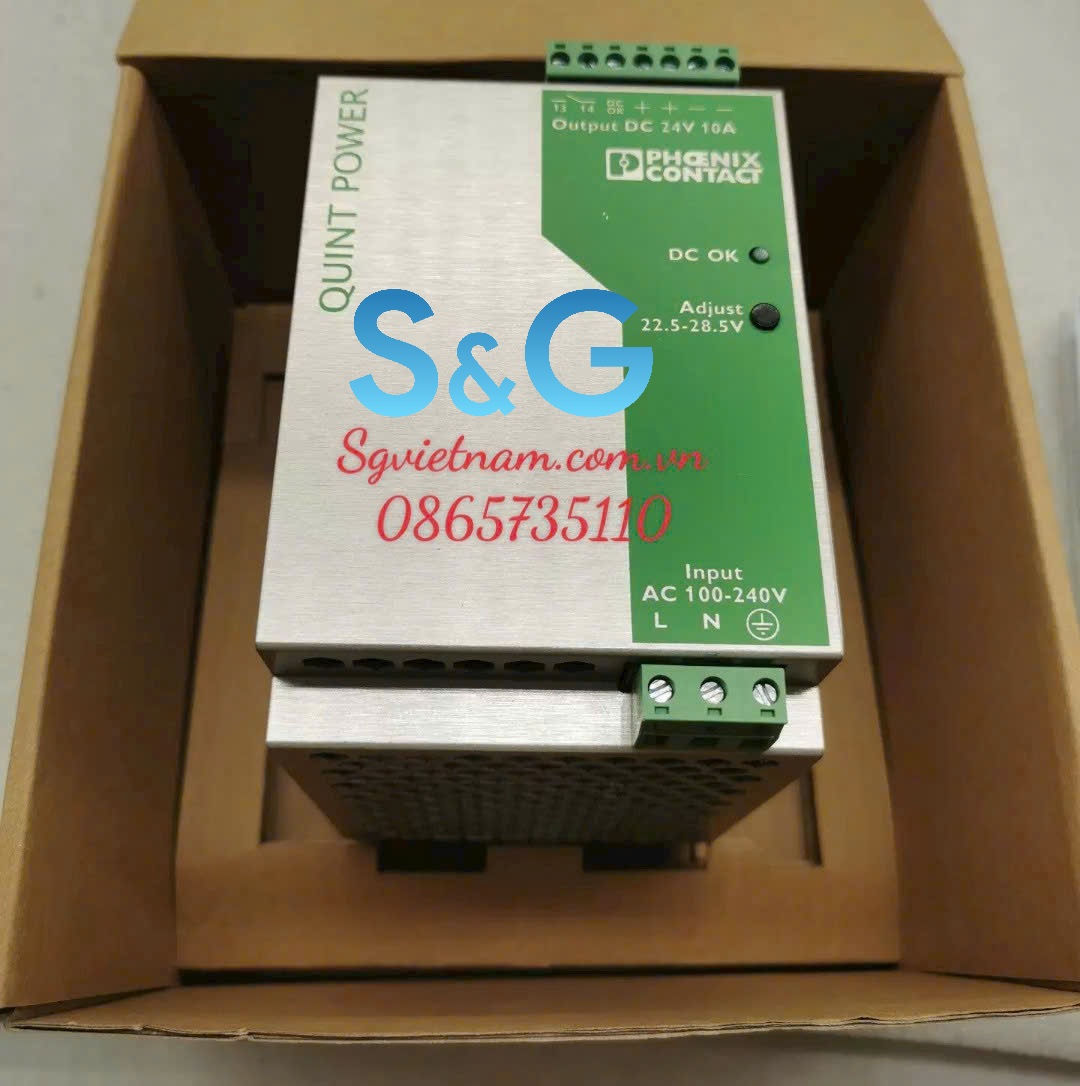 QUINT POWER
13 14 DC OK + + — —
Output DC 24V 10A
PHŒNIX
CONTACT
DC OK
Adjust
22.5-28.5V
S&G
Sgvietnam.com.vn
0865735110
Input
AC 100-240V
L N